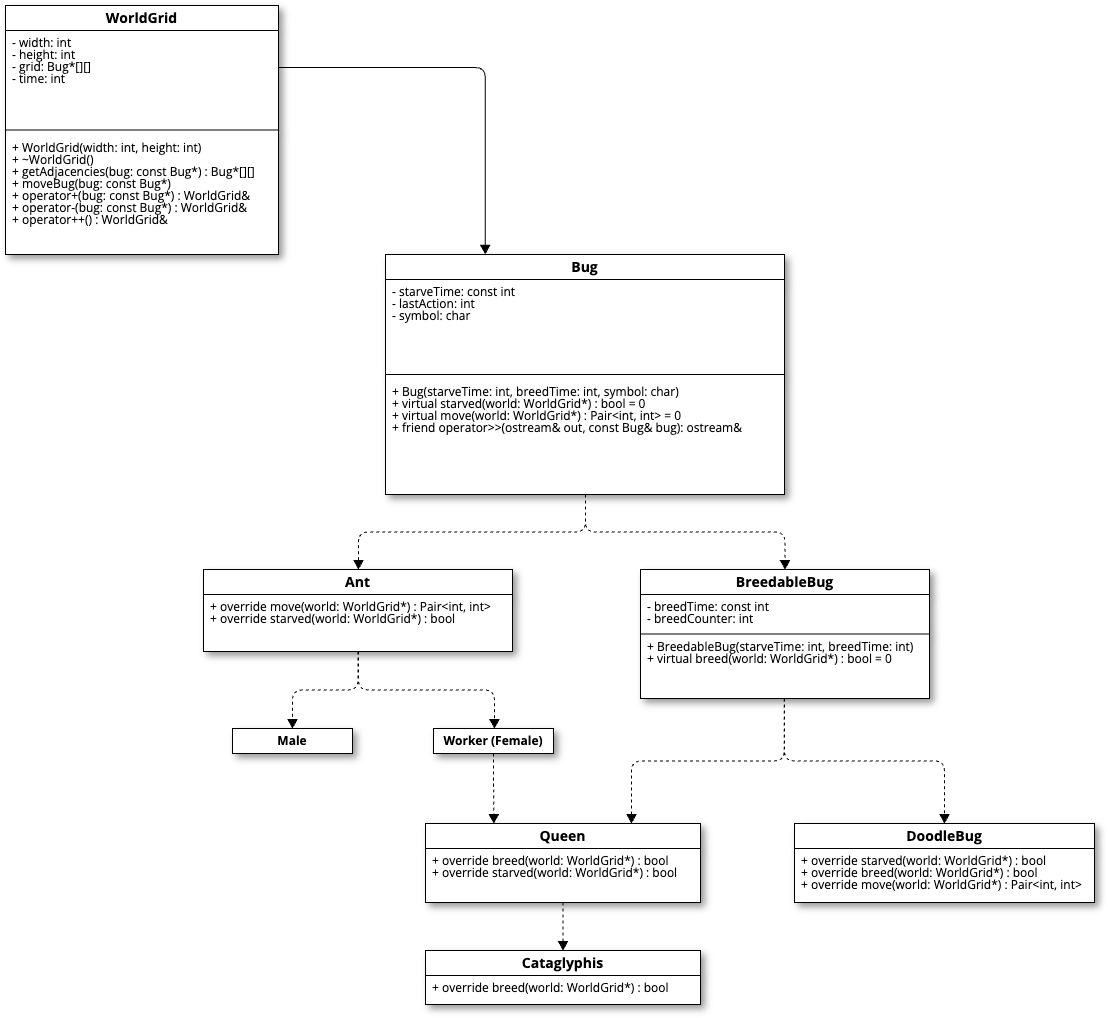 WorldGrid
- width: int
- height: int
- grid: Bug*[][]
- time: int
+ WorldGrid(width: int, height: int)
+ ~WorldGrid()
+ getAdjacencies(bug: const Bug*) : Bug*[][]
+ moveBug(bug: const Bug*)
+ operator+(bug: const Bug*) : WorldGrid&
+ operator-(bug: const Bug*) : WorldGrid&
+ operator++() : WorldGrid&
Bug
- starveTime: const int
- lastAction: int
- symbol: char
+ Bug(starveTime: int, breedTime: int, symbol: char)
+ virtual starved(world: WorldGrid*) : bool = 0
+ virtual move(world: WorldGrid*) : Pair<int, int> = 0
+ friend operator>>(ostream& out, const Bug& bug): ostream&
Ant
+ override move(world: WorldGrid*) : Pair<int, int>
+ override starved(world: WorldGrid*) : bool
BreedableBug
- breedTime: const int
- breedCounter: int
+ BreedableBug(starveTime: int, breedTime: int)
+ virtual breed(world: WorldGrid*) : bool = 0
Male
Worker (Female)
Queen
+ override breed(world: WorldGrid*) : bool
+ override starved(world: WorldGrid*) : bool
DoodleBug
+ override starved(world: WorldGrid*) : bool
+ override breed(world: WorldGrid*) : bool
+ override move(world: WorldGrid*) : Pair<int, int>
Cataglyphis
+ override breed(world: WorldGrid*) : bool